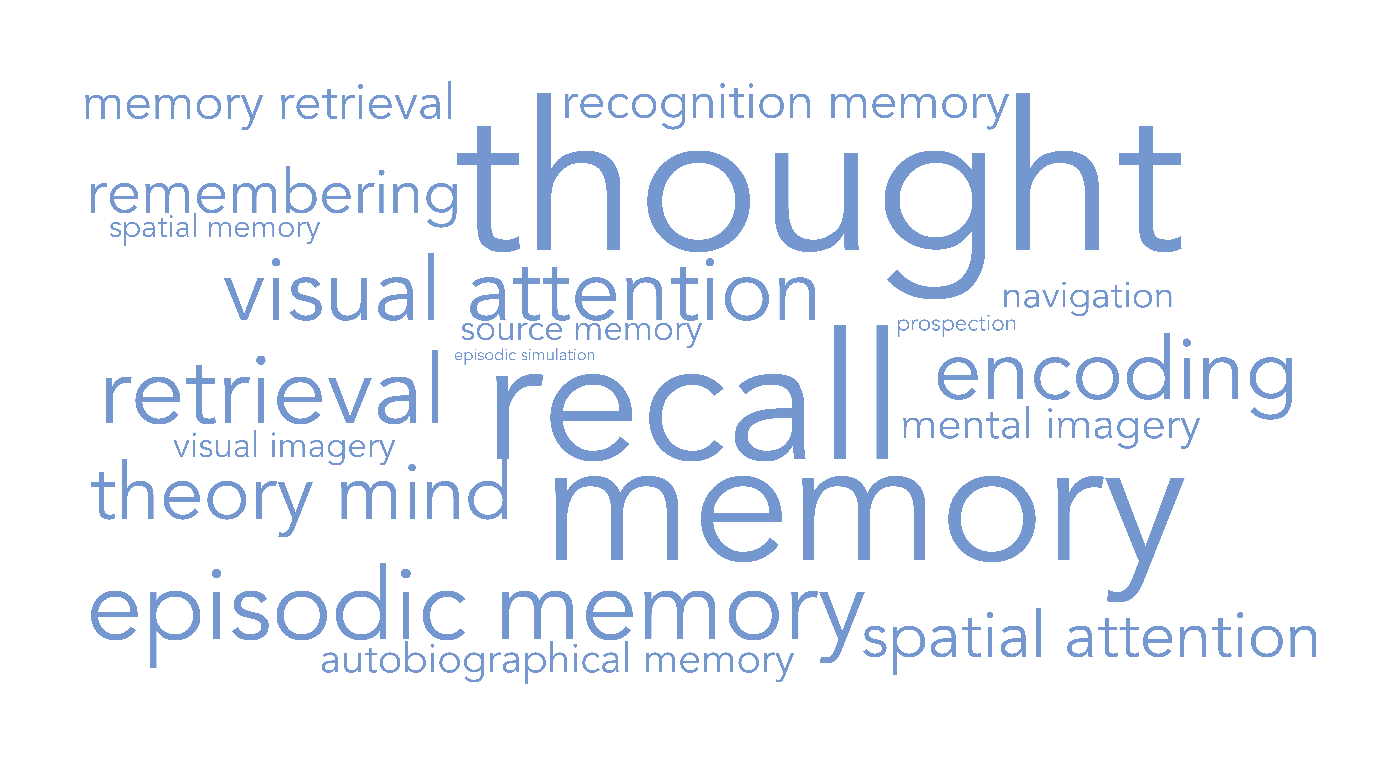 memory retrieval
recognition memory
thought
remembering
spatial memory
visual attention
navigation
prospection
source memory
episodic simulation
retrieval
recall
encoding
mental imagery
visual imagery
theory mind
memory
episodic memory
spatial attention
autobiographical memory